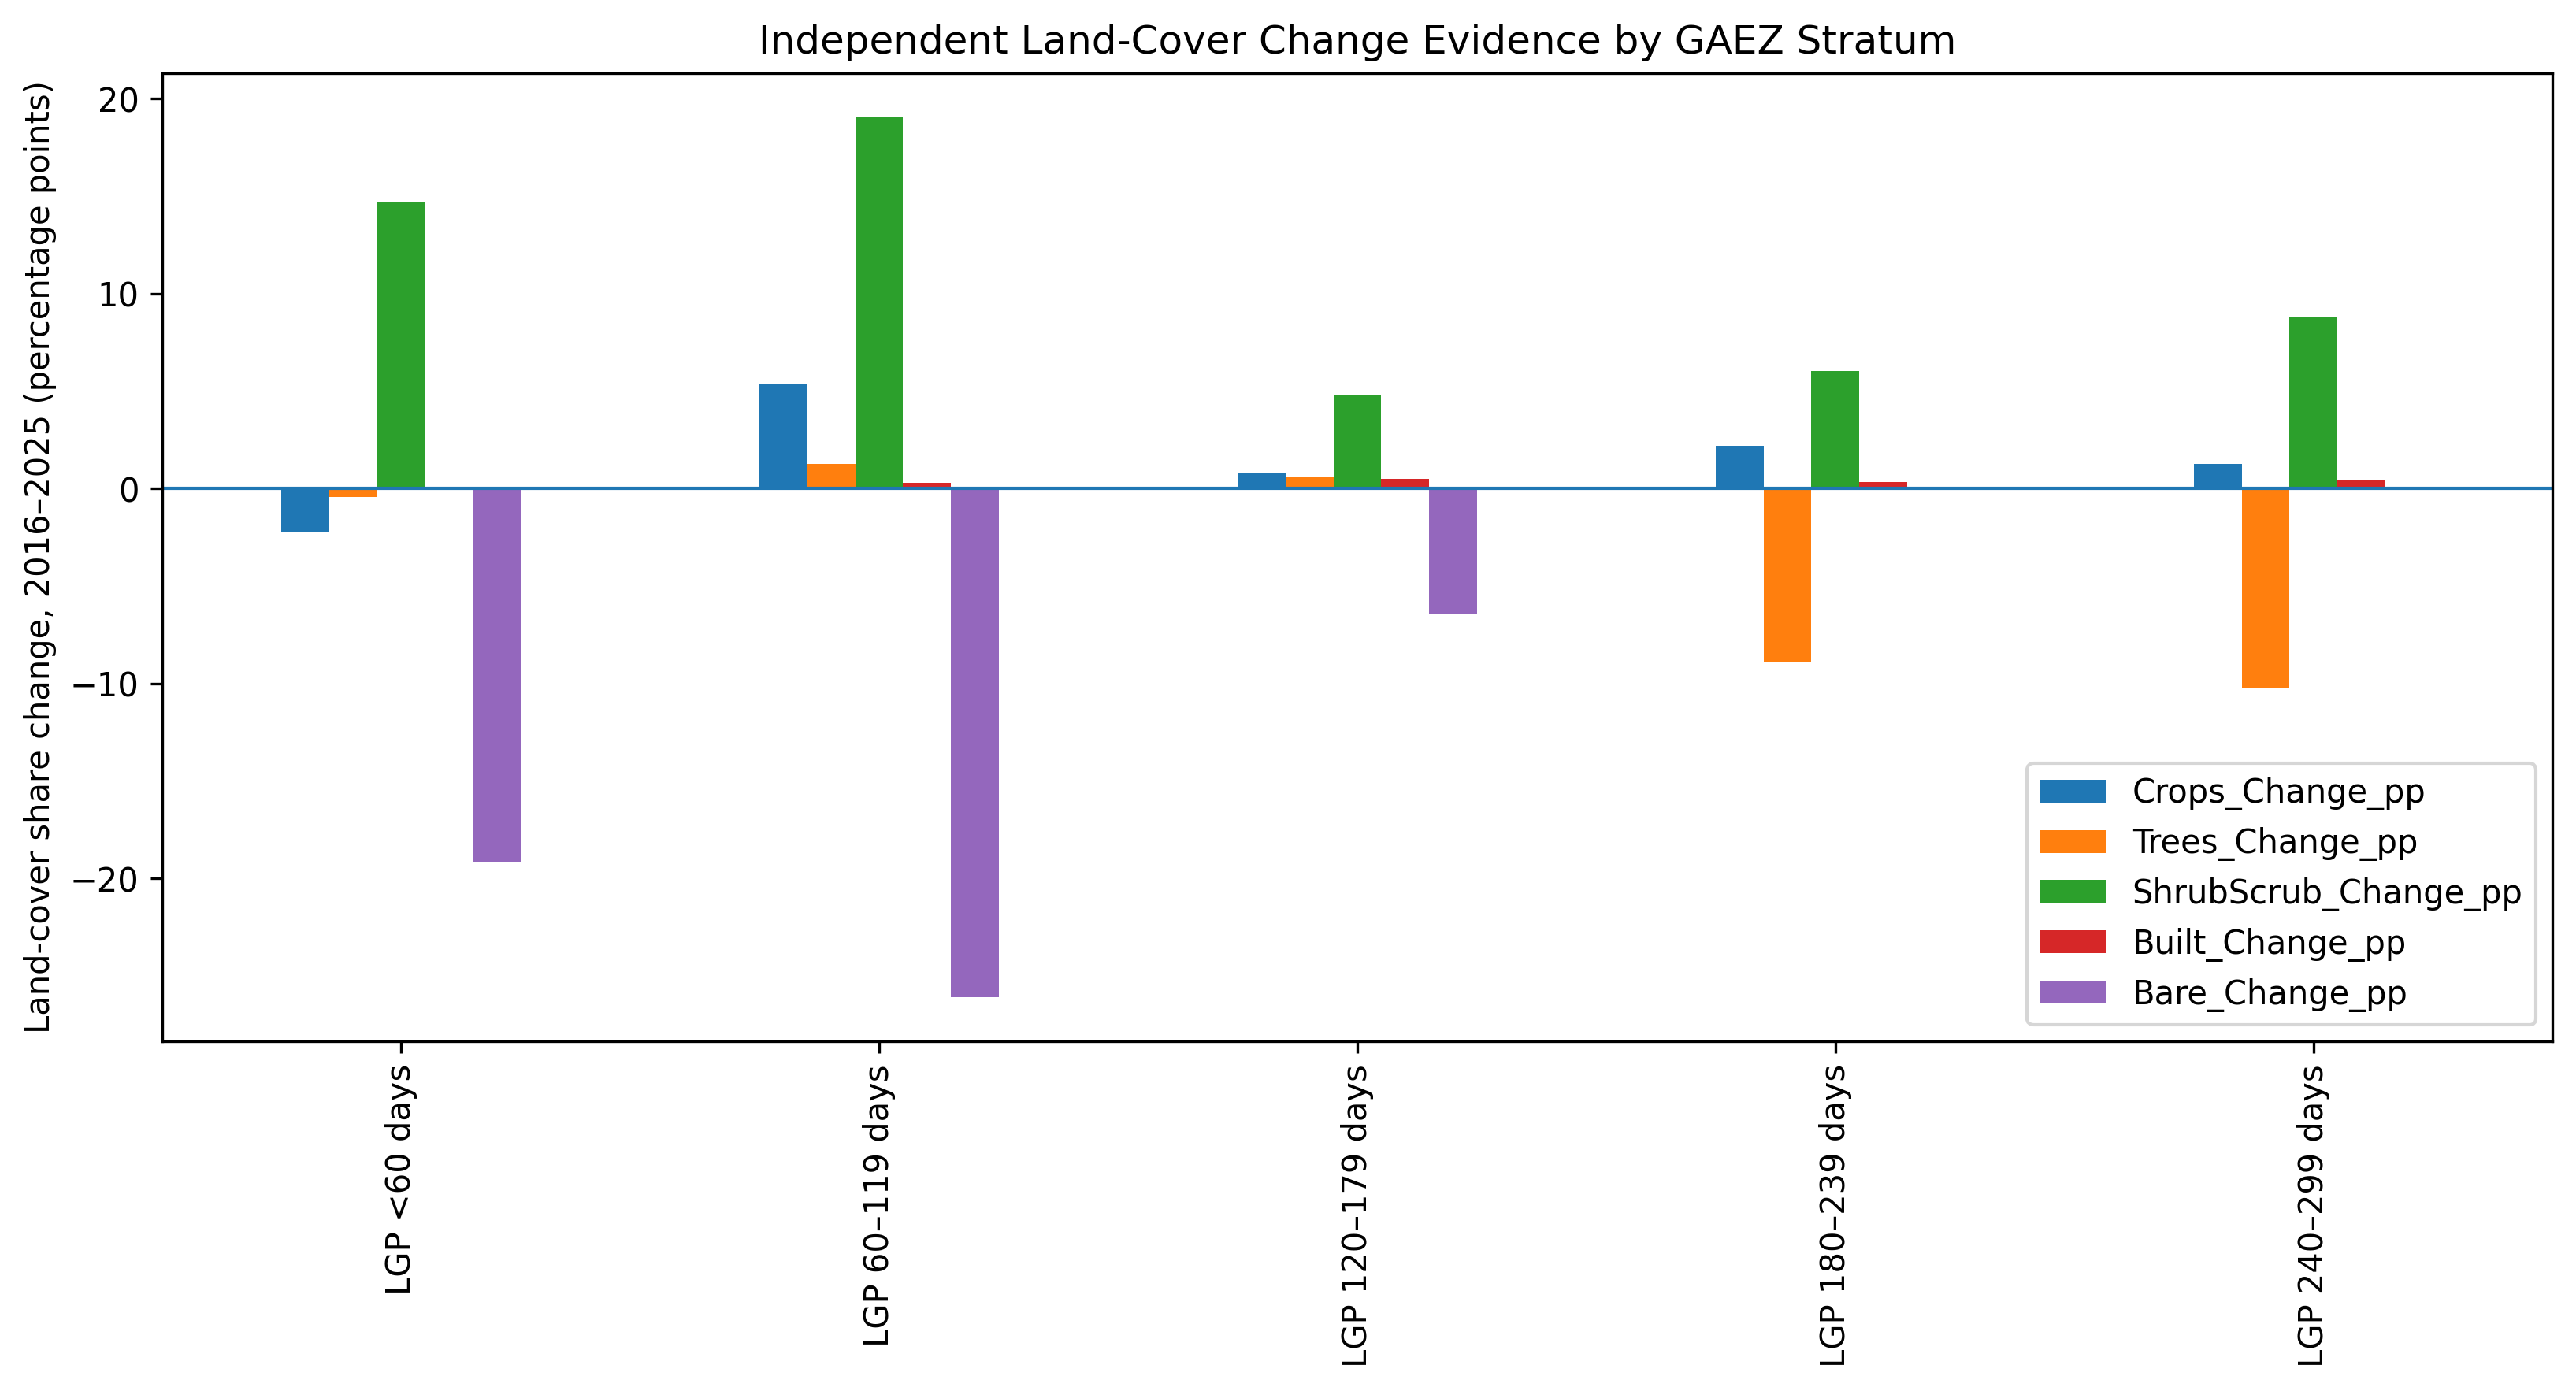 Independent Land-Cover Change Evidence by GAEZ Stratum
Land-cover share change, 2016–2025 (percentage points)
20
10
0
−10
−20
LGP <60 days
LGP 60–119 days
LGP 120–179 days
LGP 180–239 days
LGP 240–299 days
Crops_Change_pp
Trees_Change_pp
ShrubScrub_Change_pp
Built_Change_pp
Bare_Change_pp